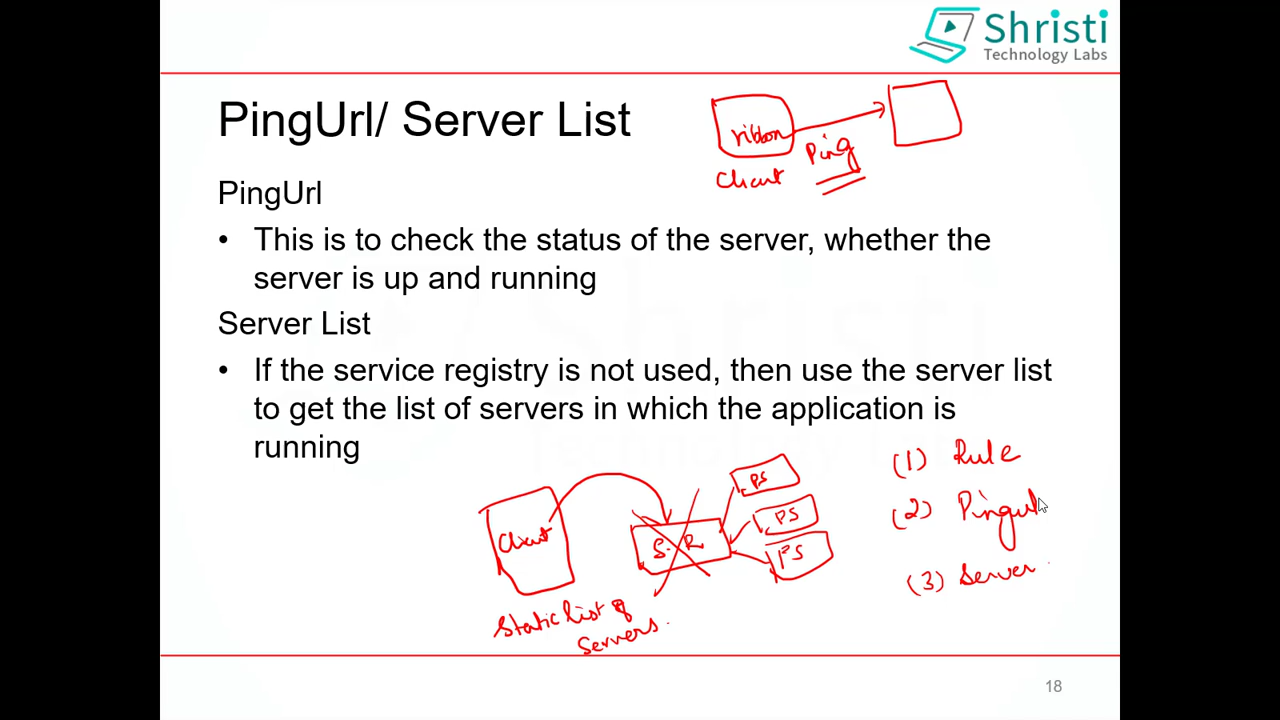 Shristi
Technology Labs
PingUrl/ Server List
ribbon
Ping
Client
PingUrl
• This is to check the status of the server, whether the
server is up and running
Server List
• If the service registry is not used, then use the server list
to get the list of servers in which the application is
running
(1) Rule
PS
(2) Pingurl
PS
Client
S.R
PS
(3) Server
Static list of
Servers.
18